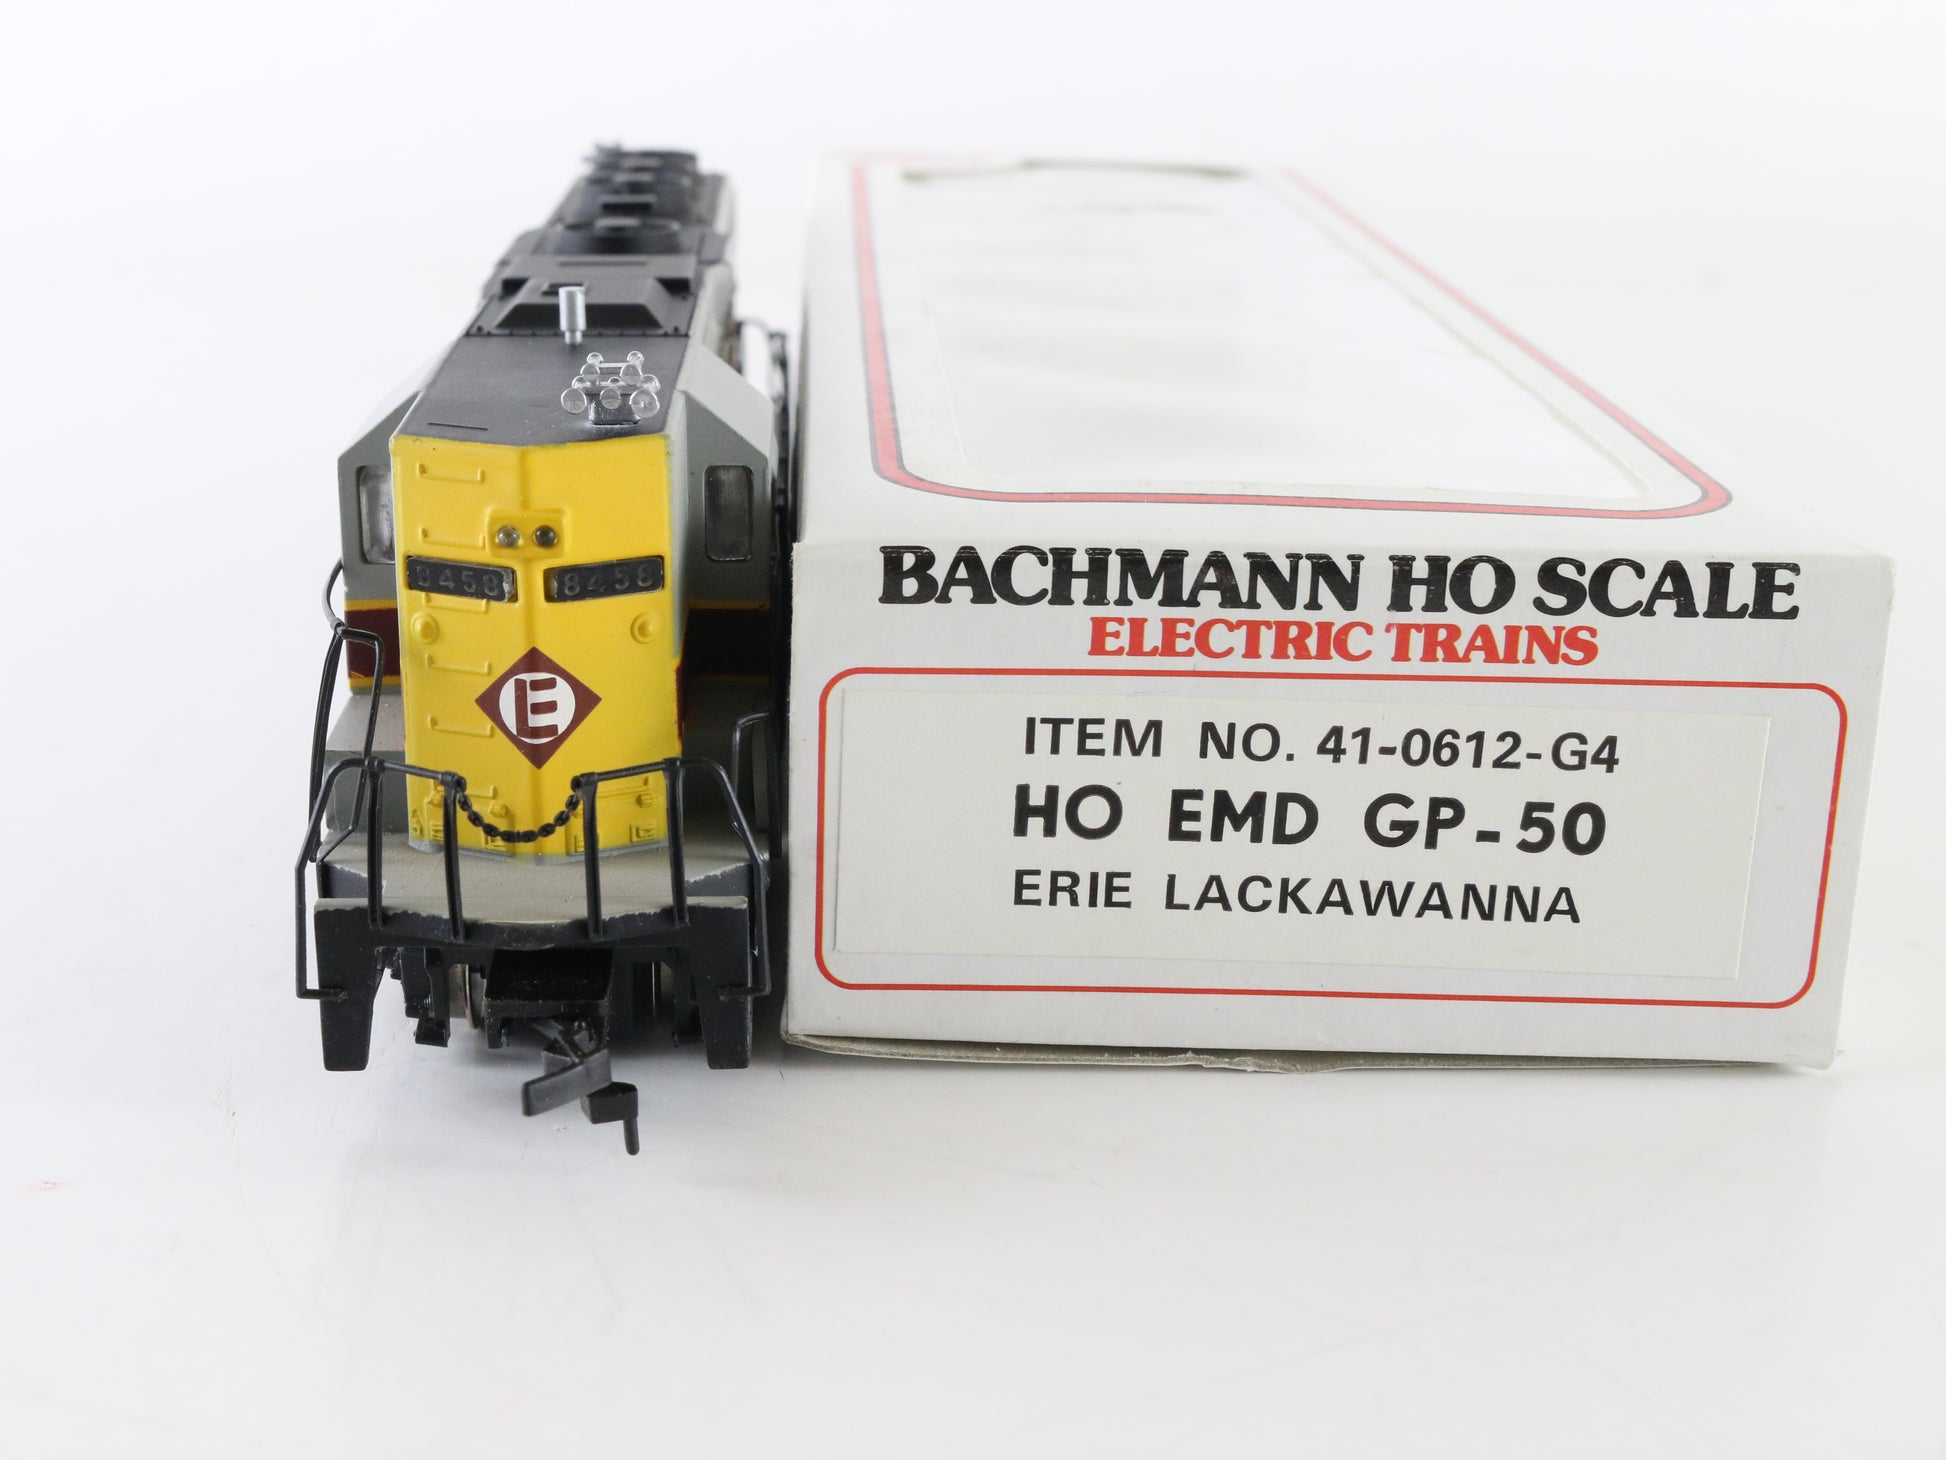 8458 8458
E
BACHMANN HO SCALE
ELECTRIC TRAINS
ITEM NO. 41-0612-G4
HO EMD GP-50
ERIE LACKAWANNA